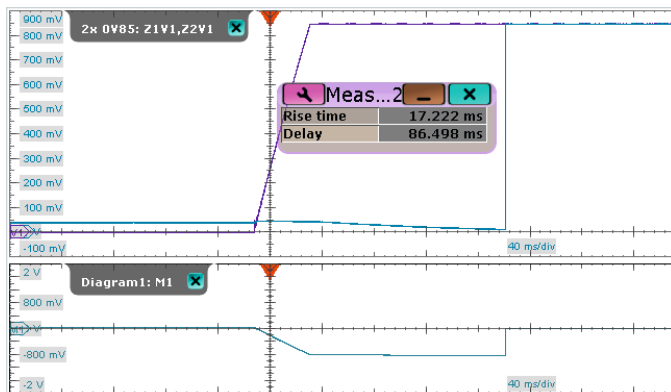 900 mV
2x 0V85: Z1V1,Z2V1
800 mV
700 mV
600 mV
Meas...2
500 mV
Rise time 17.222 ms
400 mV
Delay 86.498 ms
300 mV
200 mV
100 mV
V1 V
-100 mV
40 ms/div
2 V
Diagram1: M1
800 mV
M1 V
-800 mV
-2 V
40 ms/div